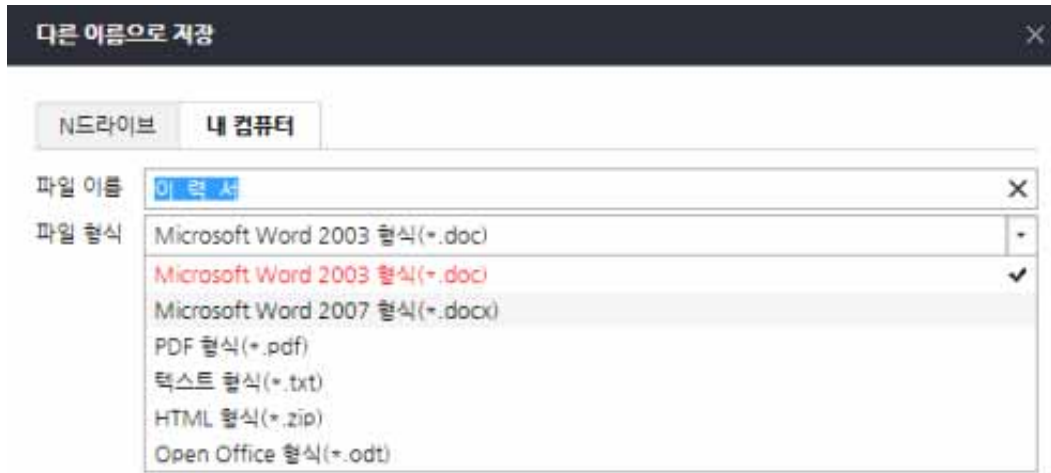 다른 이름으로 저장
N드라이브 내 컴퓨터
파일 이름 이 력 서
파일 형식 Microsoft Word 2003 형식(*.doc)
Microsoft Word 2003 형식(*.doc)
Microsoft Word 2007 형식(*.docx)
PDF 형식(*.pdf)
텍스트 형식(*.txt)
HTML 형식(*.zip)
Open Office 형식(*.odt)